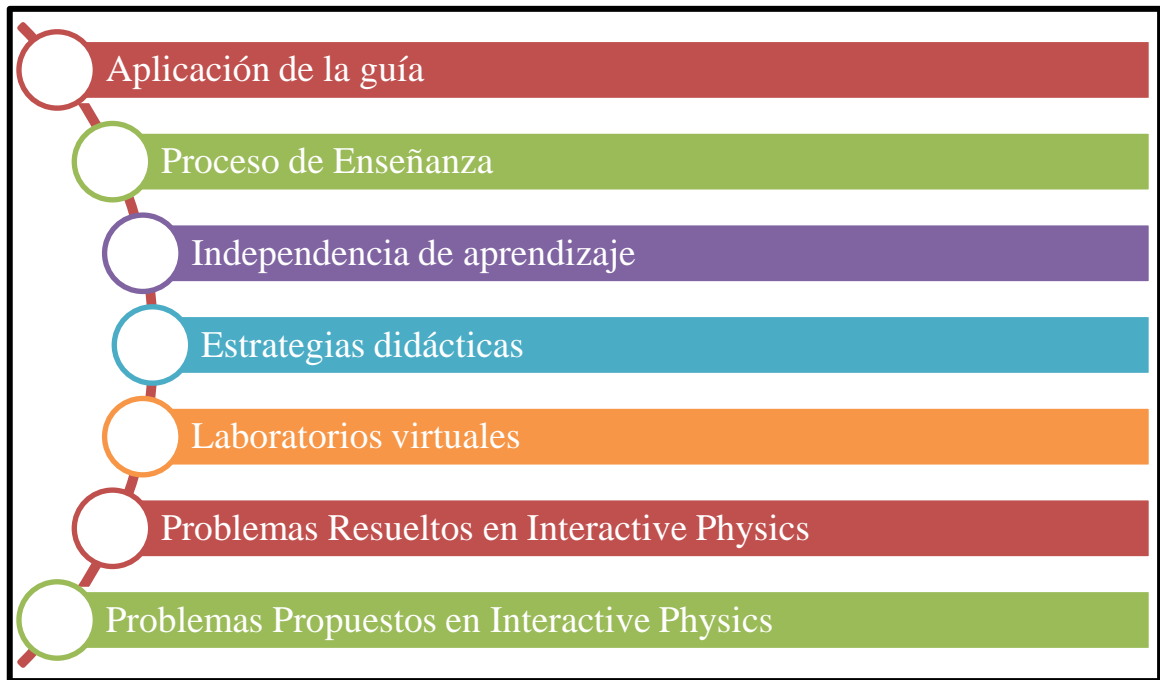 Aplicación de la guía
Proceso de Enseñanza
Independencia de aprendizaje
Estrategias didácticas
Laboratorios virtuales
Problemas Resueltos en Interactive Physics
Problemas Propuestos en Interactive Physics